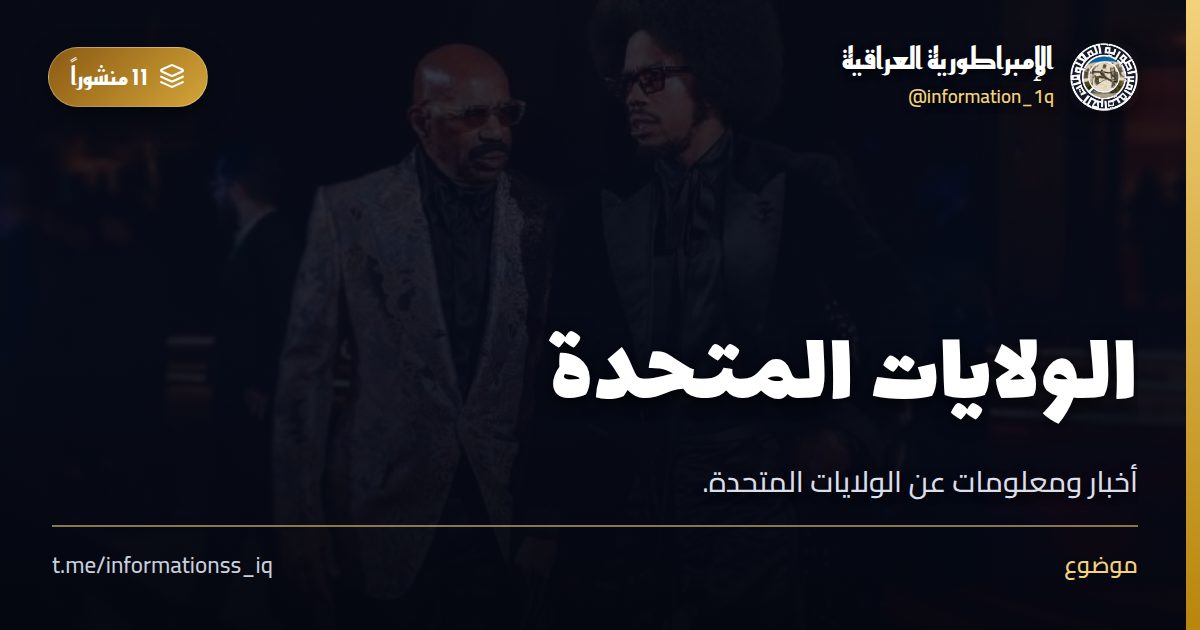 الإمبراطورية العراقية
@information_1q
11 منشوراً
الولايات المتحدة
أخبار ومعلومات عن الولايات المتحدة.
موضوع
t.me/informationss_iq